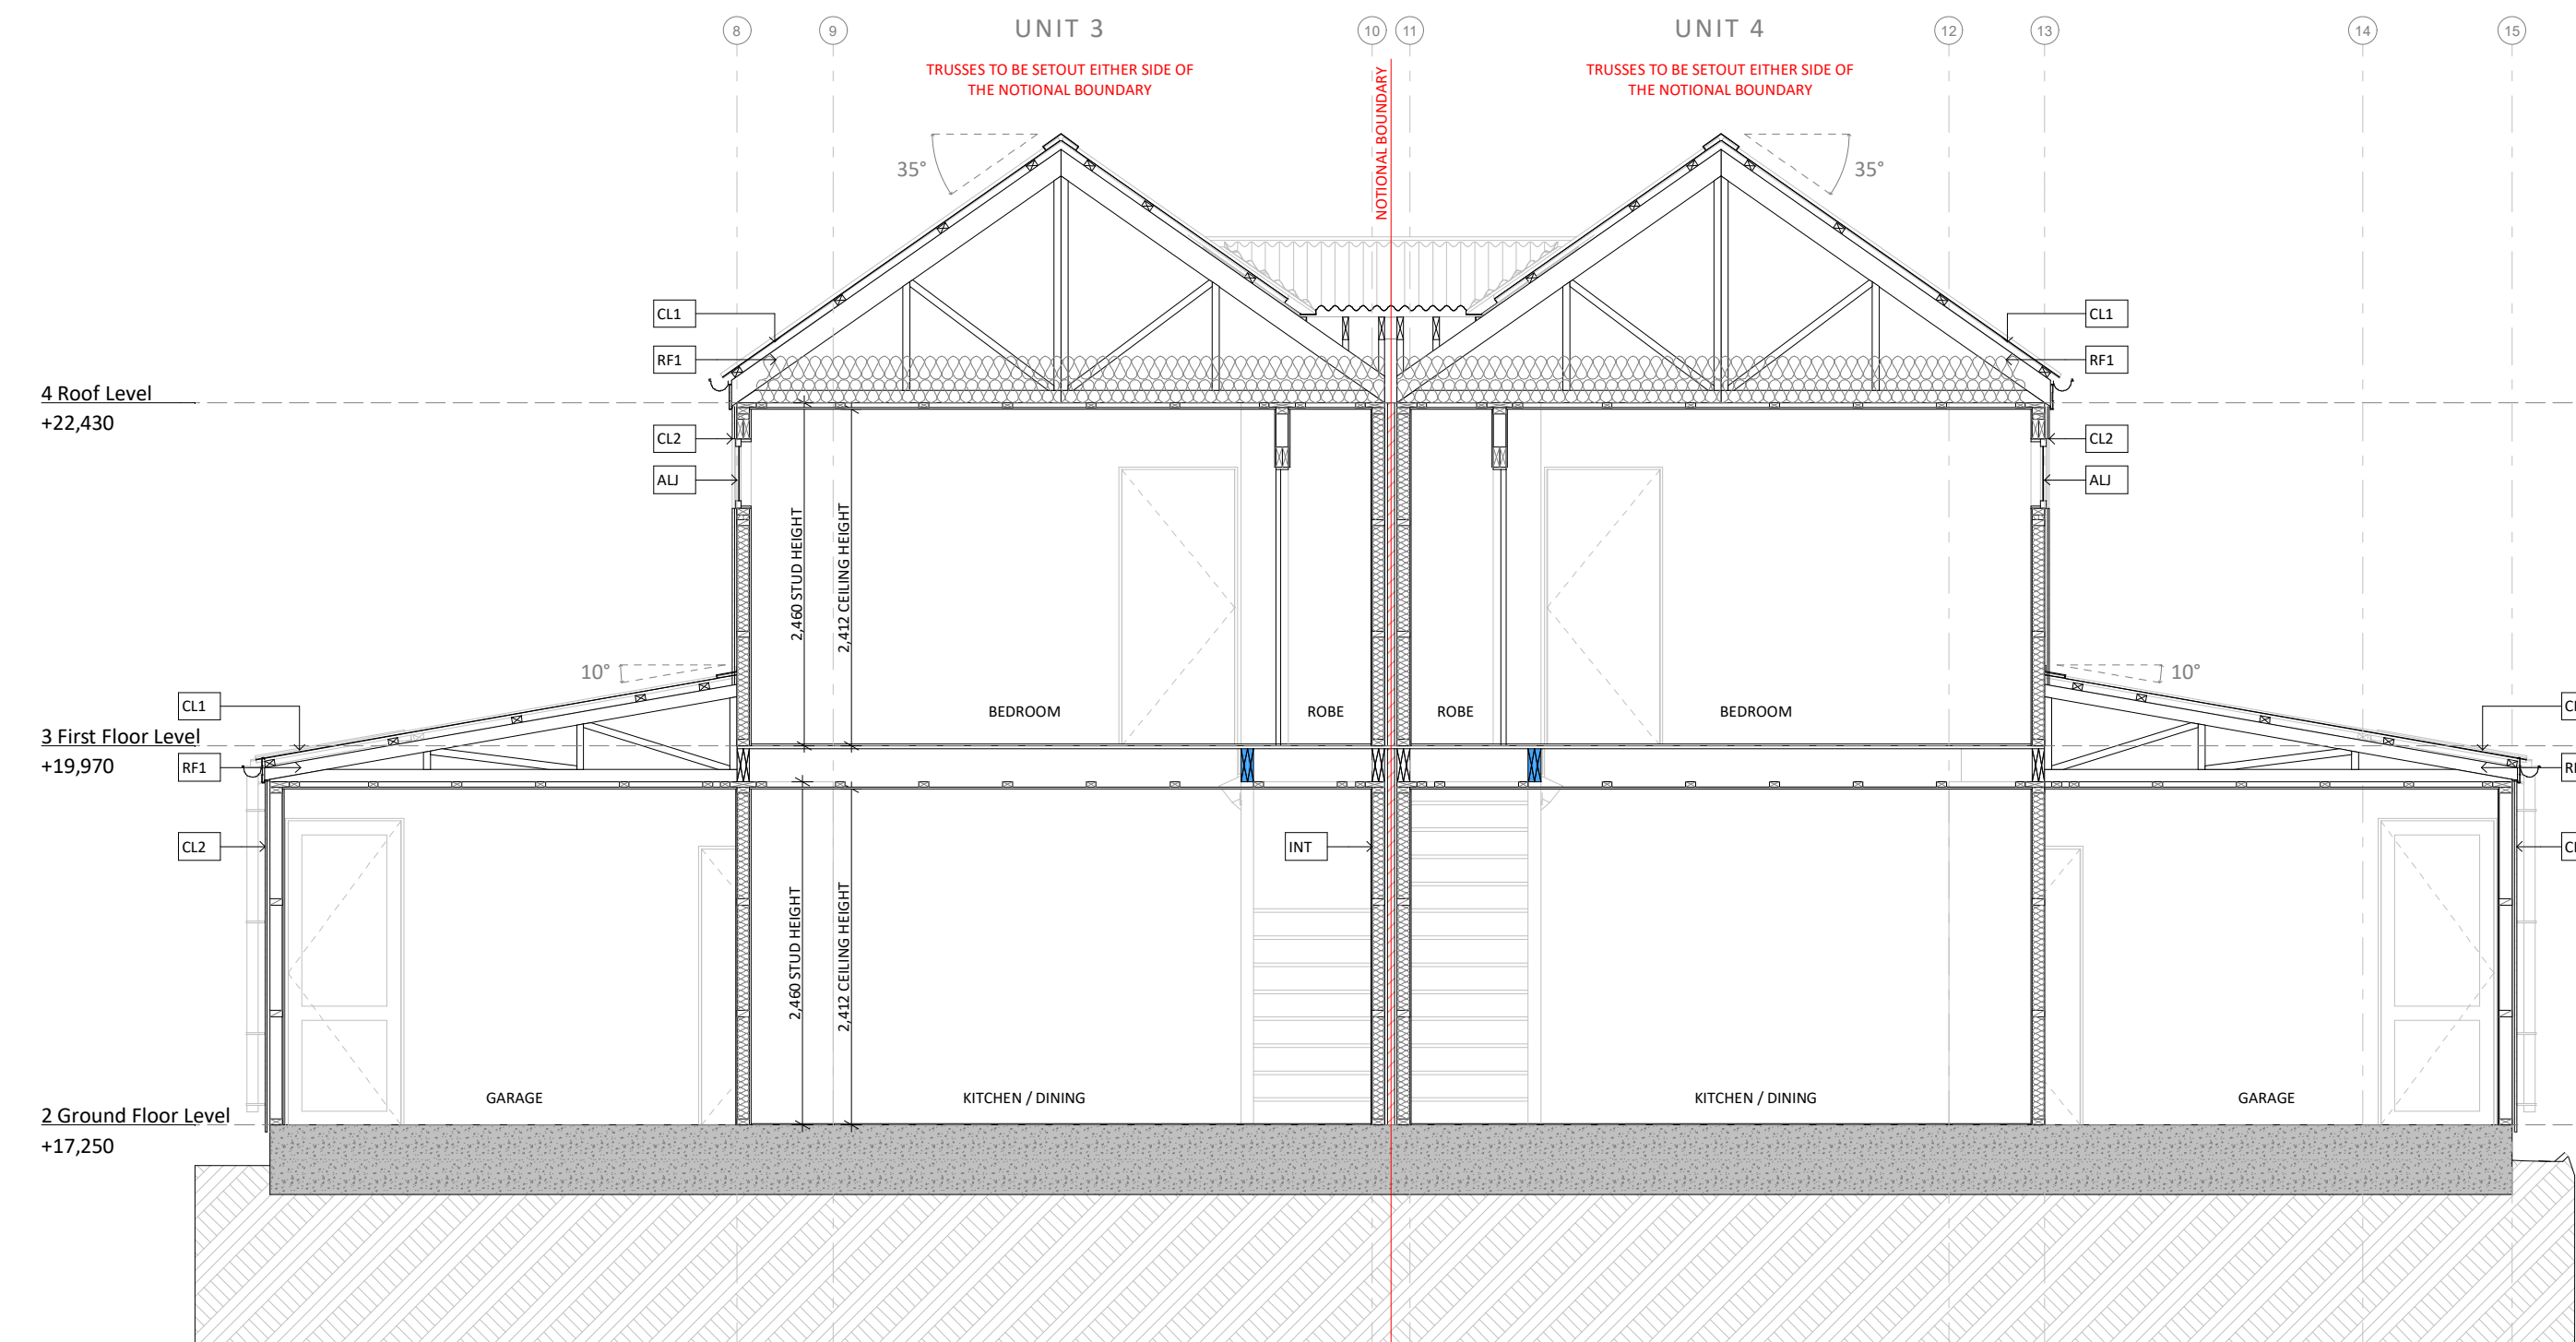 8
9
UNIT 3
10
11
UNIT 4
12
13
14
15
TRUSSES TO BE SETOUT EITHER SIDE OF
THE NOTIONAL BOUNDARY
NOTIONAL BOUNDARY
TRUSSES TO BE SETOUT EITHER SIDE OF
THE NOTIONAL BOUNDARY
35°
35°
CL1
CL1
RF1
RF1
4 Roof Level
+22,430
CL2
CL2
ALJ
ALJ
2,460 STUD HEIGHT
2,412 CEILING HEIGHT
10°
10°
CL1
BEDROOM
ROBE
ROBE
BEDROOM
3 First Floor Level
+19,970
RF1
CL2
INT
2,460 STUD HEIGHT
2,412 CEILING HEIGHT
GARAGE
KITCHEN / DINING
KITCHEN / DINING
GARAGE
2 Ground Floor Level
+17,250